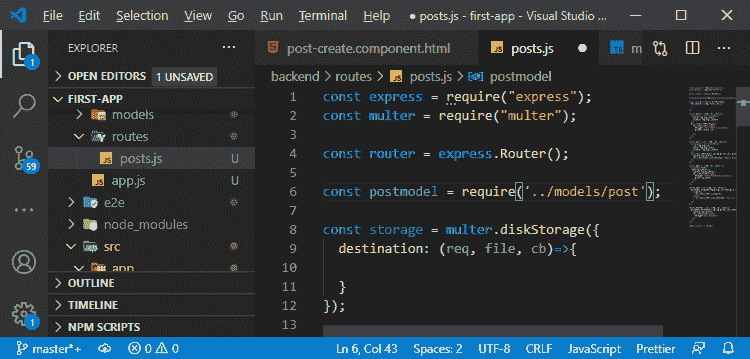 File Edit Selection View Go Run Terminal Help ● posts.js - first-app - Visual Studio ...
EXPLORER
OPEN EDITORS 1 UNSAVED
FIRST-APP
models
routes
posts.js U
app.js U
e2e
node_modules
src
app
OUTLINE
TIMELINE
NPM SCRIPTS
1
59
1
post-create.component.html posts.js ● TS m
backend > routes > JS posts.js > postmodel
1 const express = require("express");
2 const multer = require("multer");
3
4 const router = express.Router();
5
6 const postmodel = require('../models/post');
7
8 const storage = multer.diskStorage({
9 destination: (req, file, cb)=>{
10
11 }
12 });
13
master*+ 0 0 Ln 6, Col 43 Spaces: 2 UTF-8 CRLF JavaScript Prettier